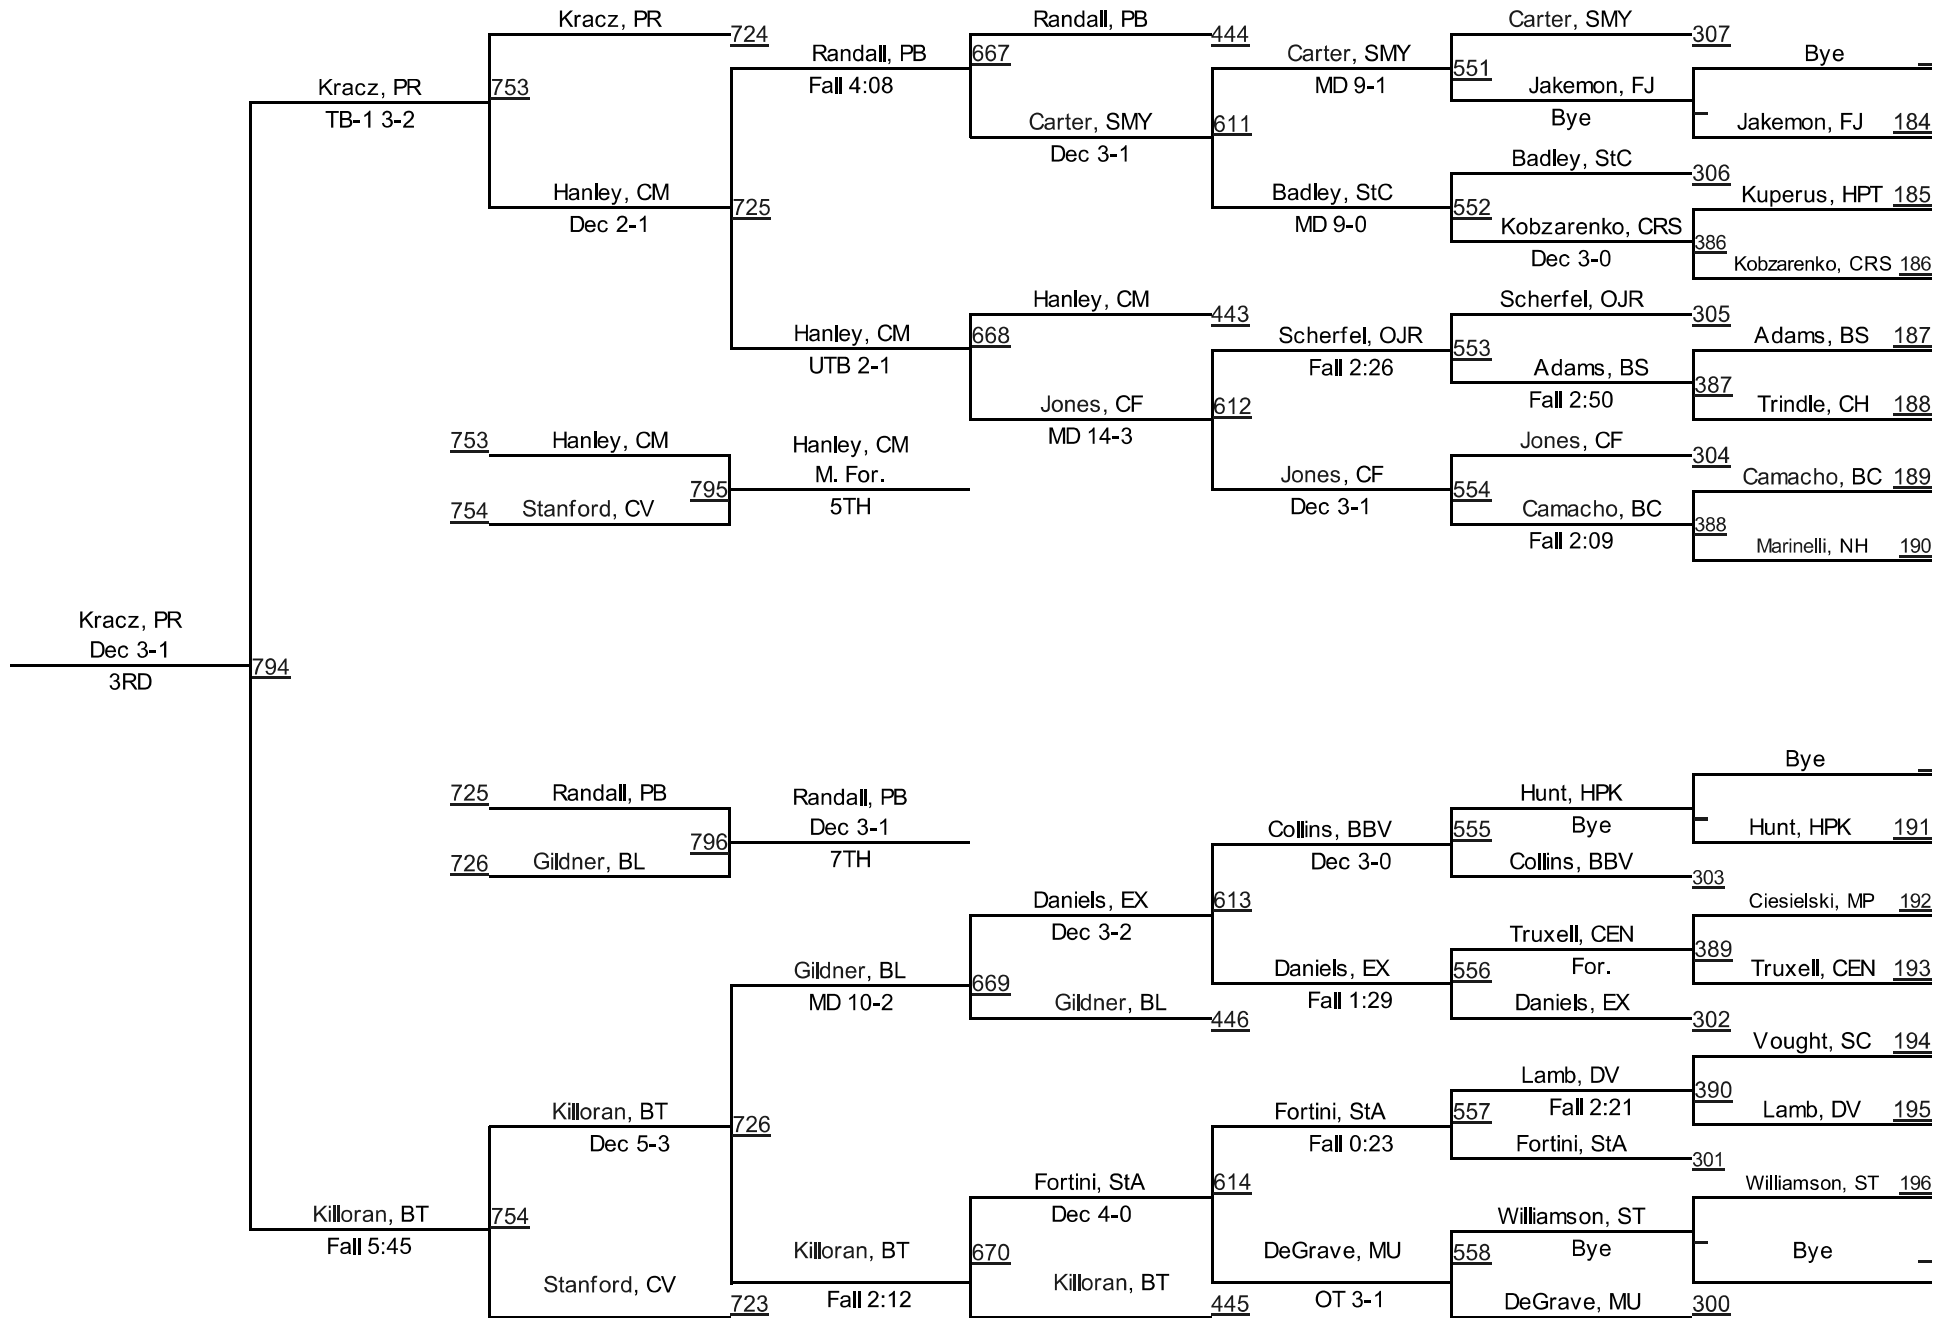 Kracz, PR
724
Randall, PB
444
Carter, SMY
307
Randall, PB
667
Carter, SMY
551
Bye
Kracz, PR
753
Fall 4:08
MD 9-1
Jakemon, FJ
TB-1 3-2
Carter, SMY
611
Bye
Jakemon, FJ 184
Dec 3-1
Badley, StC
306
Hanley, CM
725
Badley, StC
552
Kuperus, HPT 185
Dec 2-1
MD 9-0
Kobzarenko, CRS
386
Dec 3-0
Kobzarenko, CRS 186
Hanley, CM
443
Scherfel, OJR
305
Hanley, CM
668
Scherfel, OJR
553
Adams, BS 187
UTB 2-1
Fall 2:26
Adams, BS
387
Jones, CF
612
Fall 2:50
Trindle, CH 188
753 Hanley, CM
Hanley, CM
MD 14-3
Jones, CF
304
M. For.
Jones, CF
554
Camacho, BC 189
795
5TH
Dec 3-1
754 Stanford, CV
Camacho, BC
388
Fall 2:09
Marinelli, NH 190
Kracz, PR
Dec 3-1
794
3RD
Bye
725 Randall, PB
Randall, PB
Hunt, HPK
Dec 3-1
Collins, BBV
555
Bye
Hunt, HPK 191
796
726 Gildner, BL
7TH
Dec 3-0
Collins, BBV
303
Daniels, EX
613
Ciesielski, MP 192
Dec 3-2
Truxell, CEN
389
Gildner, BL
669
Daniels, EX
556
For.
Truxell, CEN 193
MD 10-2
Gildner, BL
446
Fall 1:29
Daniels, EX
302
Vought, SC 194
Lamb, DV
390
Killoran, BT
726
Fortini, StA
557
Fall 2:21
Lamb, DV 195
Dec 5-3
Fall 0:23
Fortini, StA
301
Fortini, StA
614
Williamson, ST 196
Killoran, BT
754
Dec 4-0
Williamson, ST
Fall 5:45
Killoran, BT
670
DeGrave, MU
558
Bye
Bye
Stanford, CV
723
Fall 2:12
Killoran, BT
445
OT 3-1
DeGrave, MU
300